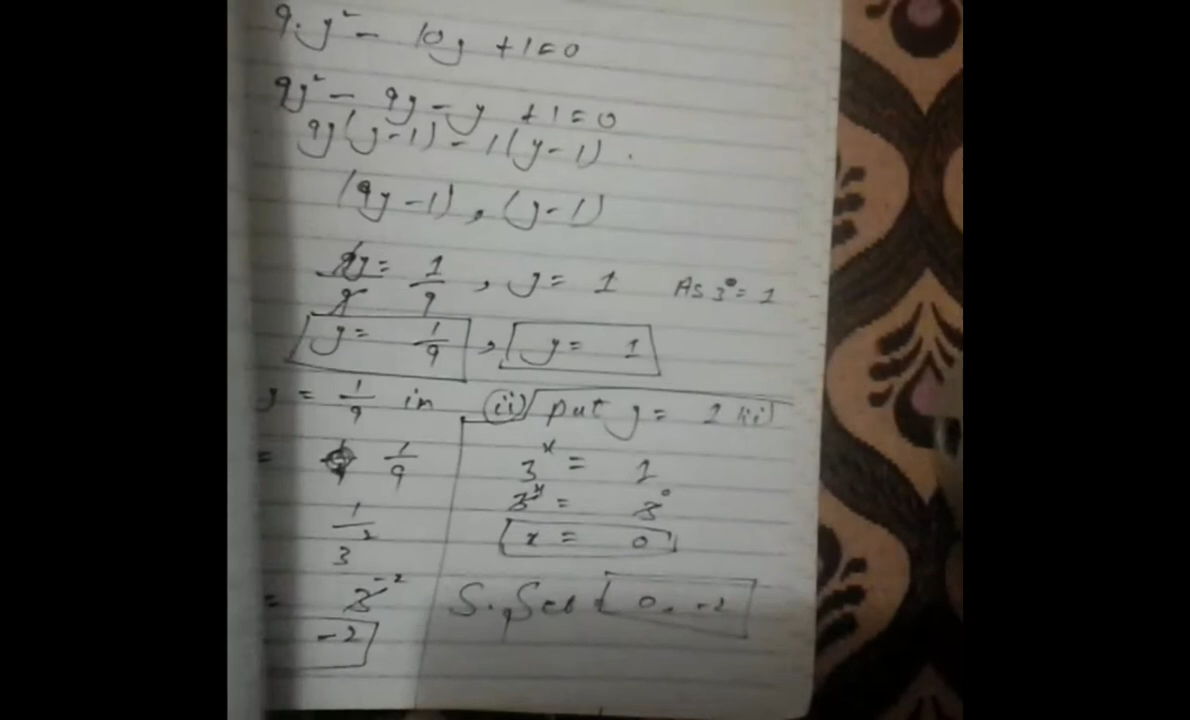 9.y² - 10y + 1 = 0
9y² - 9y - y + 1 = 0
9y(y-1) - 1(y-1)
(9y-1), (y-1)
9y/9 = 1/9, y = 1 As 3⁰ = 1
y = 1/9, y = 1
y = 1/9 in (ii) put y = 1
= 1/9 3ˣ = 1
1/3² 3ˣ = 3⁰
x = 0
= 3⁻² S.Set { 0, -2
-2